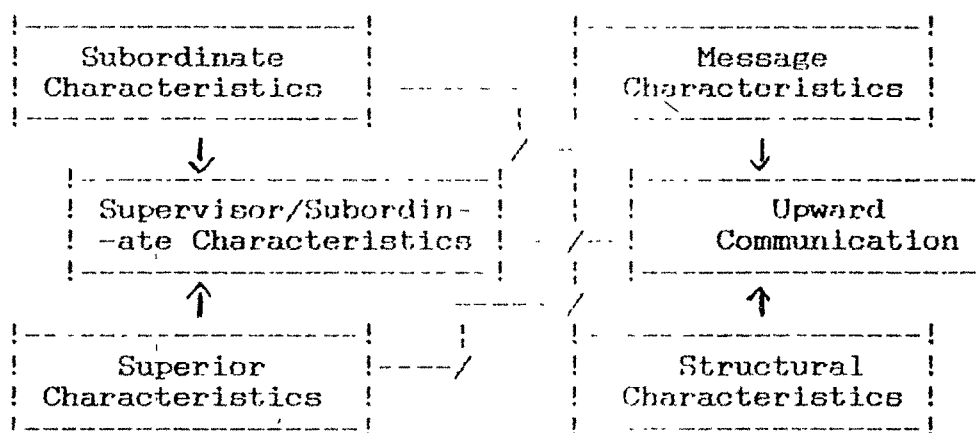 Subordinate
Characteristics
Message
Characteristics
Supervisor/Subordin-
-ate Characteristics
Upward
Communication
Superior
Characteristics
Structural
Characteristics